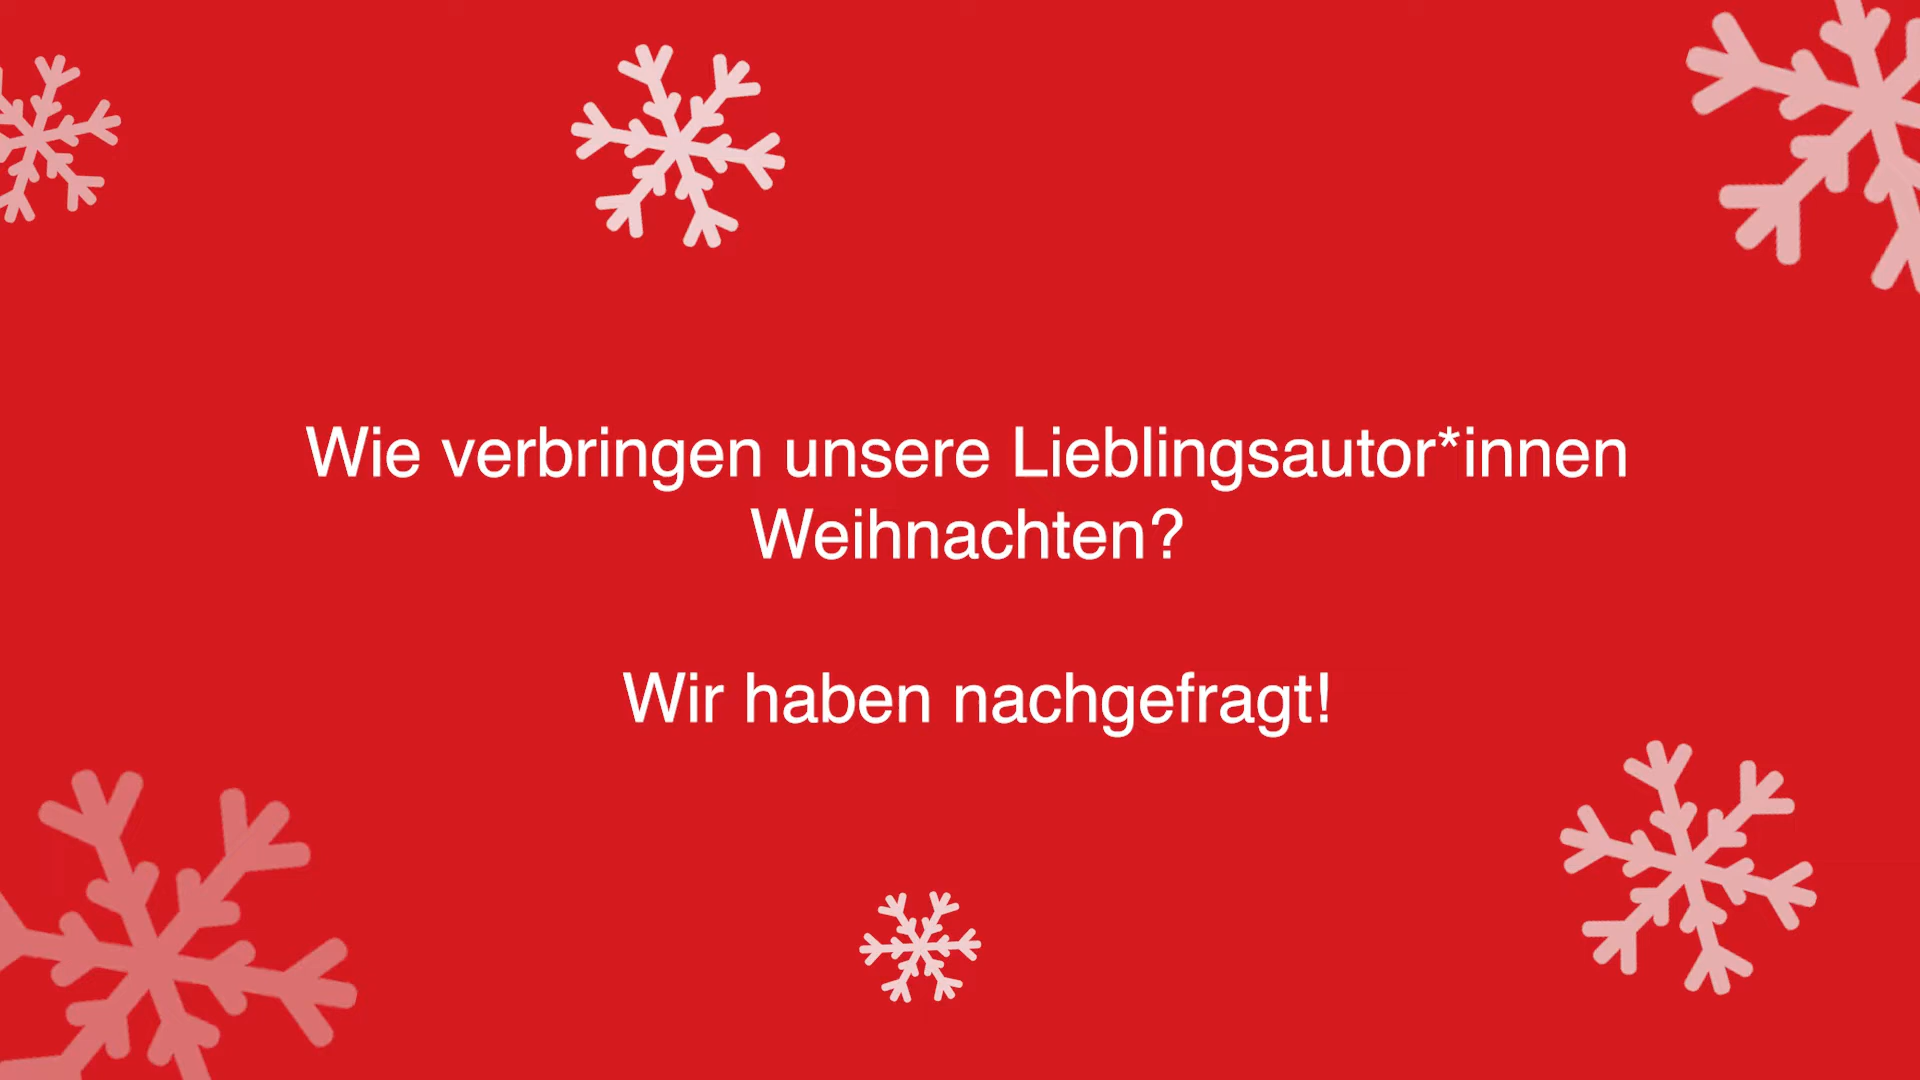 Wie verbringen unsere Lieblingsautor*innen
Weihnachten?
Wir haben nachgefragt!